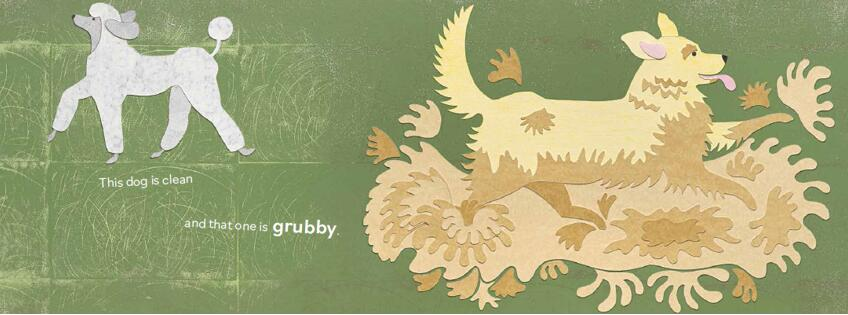 This dog is clean
and that one is grubby.